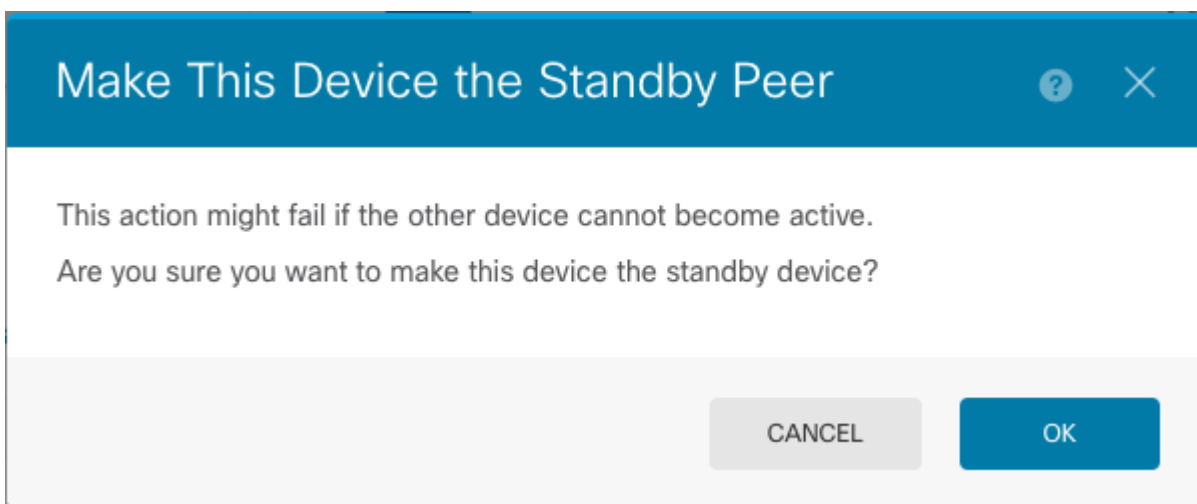 Make This Device the Standby Peer ?
This action might fail if the other device cannot become active.
Are you sure you want to make this device the standby device?
CANCEL OK